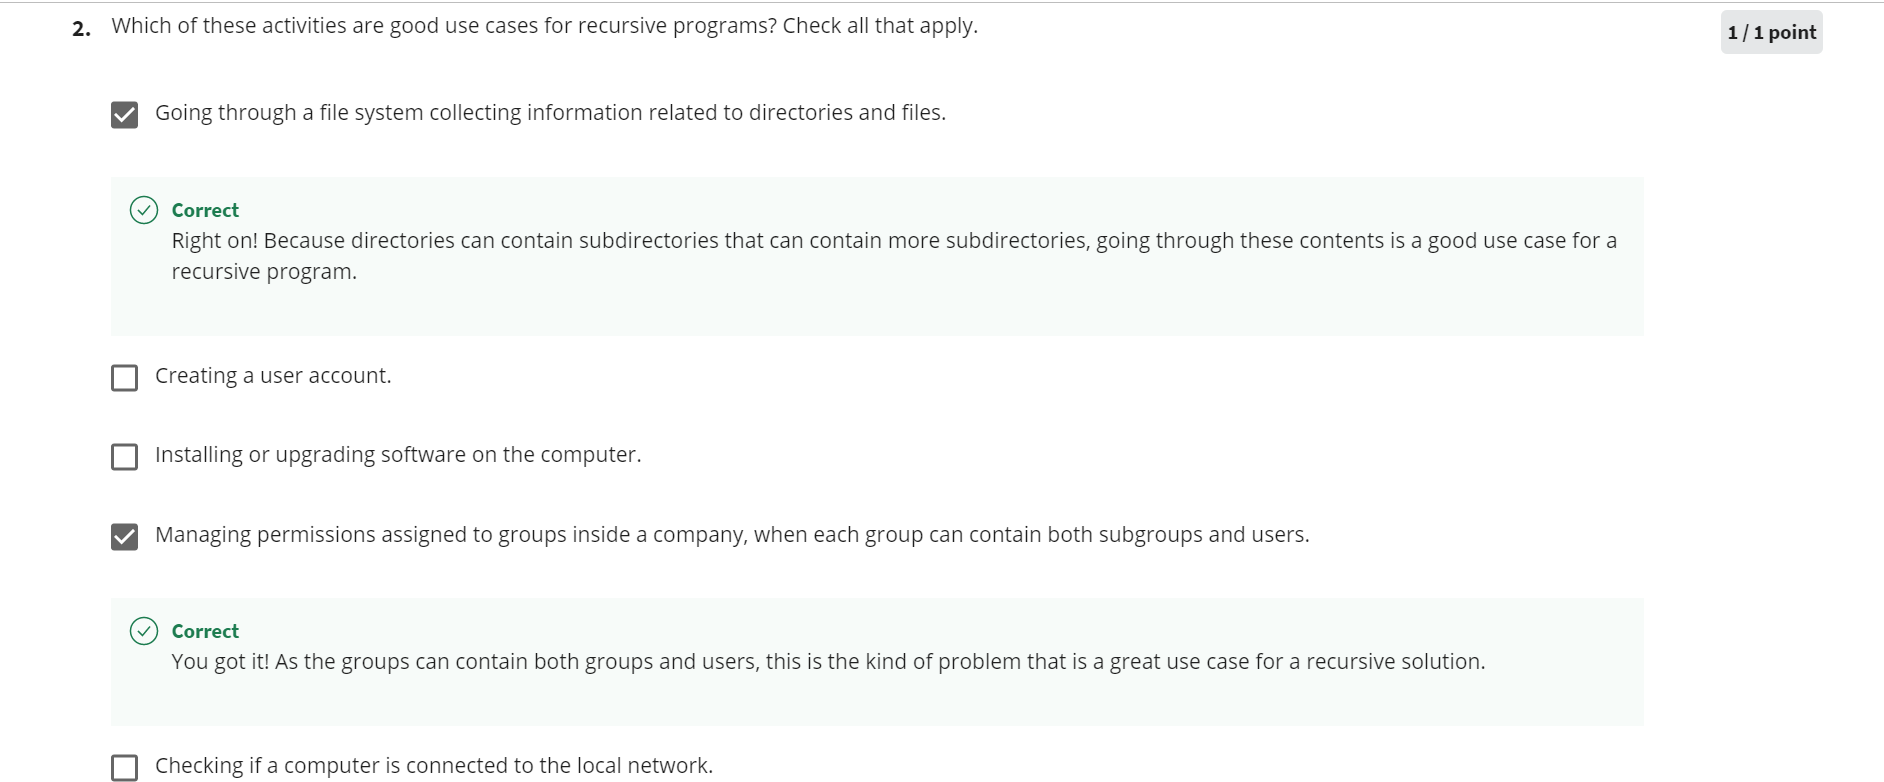 2. Which of these activities are good use cases for recursive programs? Check all that apply.
1 / 1 point
Going through a file system collecting information related to directories and files.
Correct
Right on! Because directories can contain subdirectories that can contain more subdirectories, going through these contents is a good use case for a
recursive program.
Creating a user account.
Installing or upgrading software on the computer.
Managing permissions assigned to groups inside a company, when each group can contain both subgroups and users.
Correct
You got it! As the groups can contain both groups and users, this is the kind of problem that is a great use case for a recursive solution.
Checking if a computer is connected to the local network.